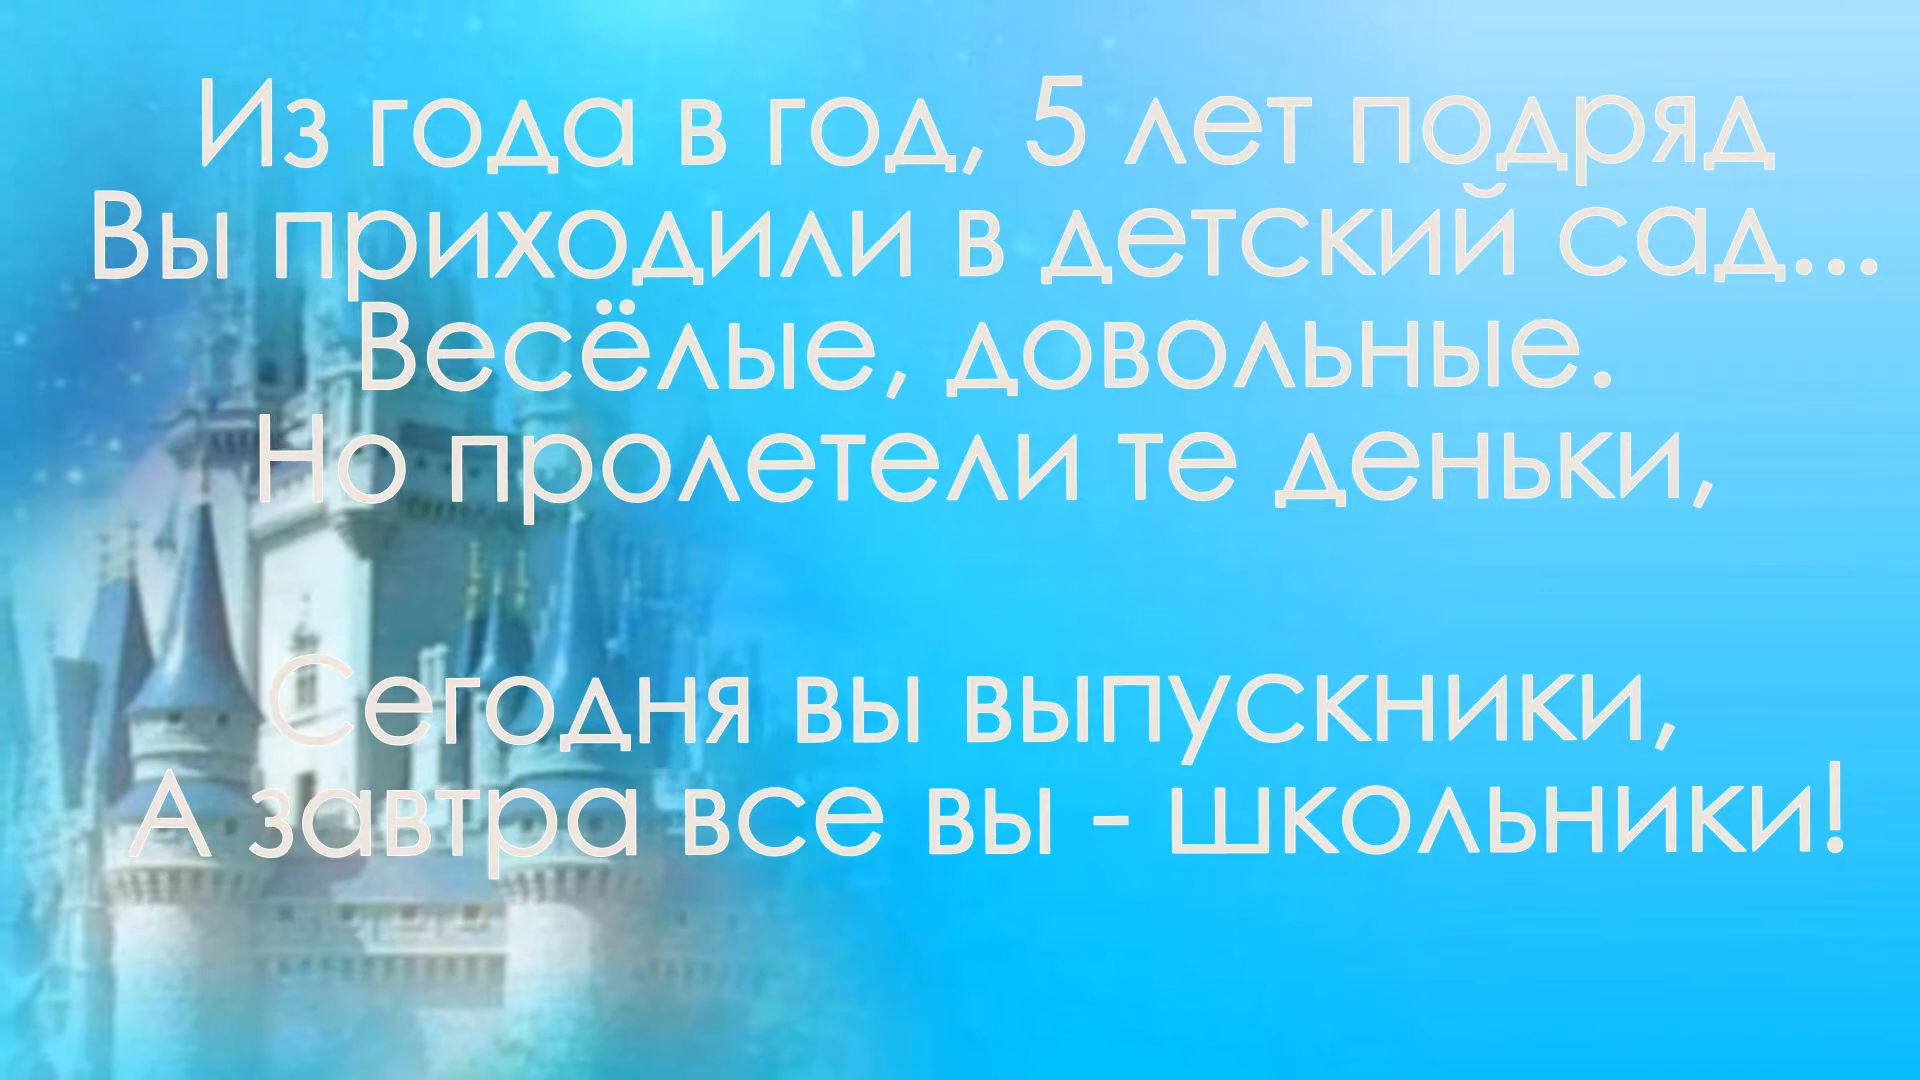 Из года в год, 5 лет подряд
Вы приходили в детский сад...
Весёлые, довольные.
Но пролетели те деньки,
Сегодня вы выпускники,
А завтра все вы - школьники!